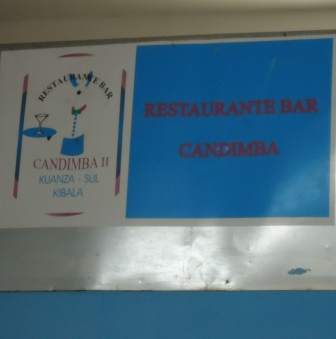 RESTAURANTE BAR
CANDIMBA II
KUANZA - SUL
KIBALA
RESTAURANTE BAR
CANDIMBA